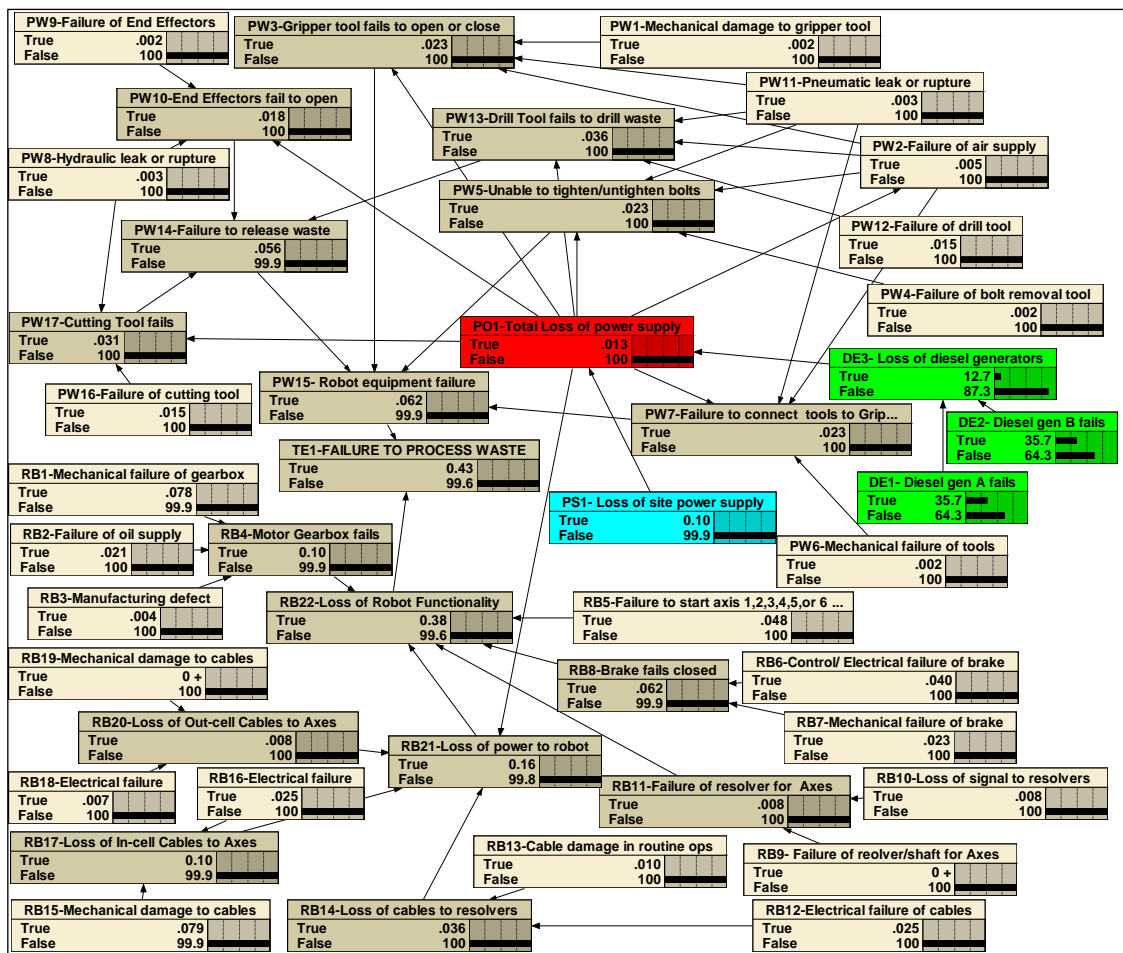 PW9-Failure of End Effectors
True .002
False 100
PW3-Gripper tool fails to open or close
True .023
False 100
PW1-Mechanical damage to gripper tool
True .002
False 100
PW10-End Effectors fail to open
True .018
False 100
PW13-Drill Tool fails to drill waste
True .036
False 100
PW11-Pneumatic leak or rupture
True .003
False 100
PW8-Hydraulic leak or rupture
True .003
False 100
PW5-Unable to tighten/untighten bolts
True .023
False 100
PW2-Failure of air supply
True .005
False 100
PW14-Failure to release waste
True .056
False 99.9
PW12-Failure of drill tool
True .015
False 100
PW4-Failure of bolt removal tool
True .002
False 100
PW17-Cutting Tool fails
True .031
False 100
PO1-Total Loss of power supply
True .013
False 100
DE3- Loss of diesel generators
True 12.7
False 87.3
PW16-Failure of cutting tool
True .015
False 100
PW15- Robot equipment failure
True .062
False 99.9
PW7-Failure to connect tools to Grip...
True .023
False 100
DE2- Diesel gen B fails
True 35.7
False 64.3
TE1-FAILURE TO PROCESS WASTE
True 0.43
False 99.6
DE1- Diesel gen A fails
True 35.7
False 64.3
RB1-Mechanical failure of gearbox
True .078
False 99.9
PS1- Loss of site power supply
True 0.10
False 99.9
RB2-Failure of oil supply
True .021
False 100
RB4-Motor Gearbox fails
True 0.10
False 99.9
PW6-Mechanical failure of tools
True .002
False 100
RB3-Manufacturing defect
True .004
False 100
RB22-Loss of Robot Functionality
True 0.38
False 99.6
RB5-Failure to start axis 1,2,3,4,5,or 6 ...
True .048
False 100
RB19-Mechanical damage to cables
True 0 +
False 100
RB8-Brake fails closed
True .062
False 99.9
RB6-Control/ Electrical failure of brake
True .040
False 100
RB20-Loss of Out-cell Cables to Axes
True .008
False 100
RB7-Mechanical failure of brake
True .023
False 100
RB21-Loss of power to robot
True 0.16
False 99.8
RB18-Electrical failure
True .007
False 100
RB16-Electrical failure
True .025
False 100
RB11-Failure of resolver for Axes
True .008
False 100
RB10-Loss of signal to resolvers
True .008
False 100
RB17-Loss of In-cell Cables to Axes
True 0.10
False 99.9
RB13-Cable damage in routine ops
True .010
False 100
RB9- Failure of reolver/shaft for Axes
True 0 +
False 100
RB15-Mechanical damage to cables
True .079
False 99.9
RB14-Loss of cables to resolvers
True .036
False 100
RB12-Electrical failure of cables
True .025
False 100